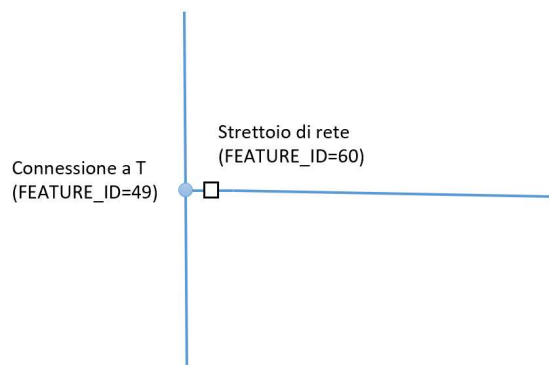 Strettoio di rete
(FEATURE_ID=60)
Connessione a T
(FEATURE_ID=49)